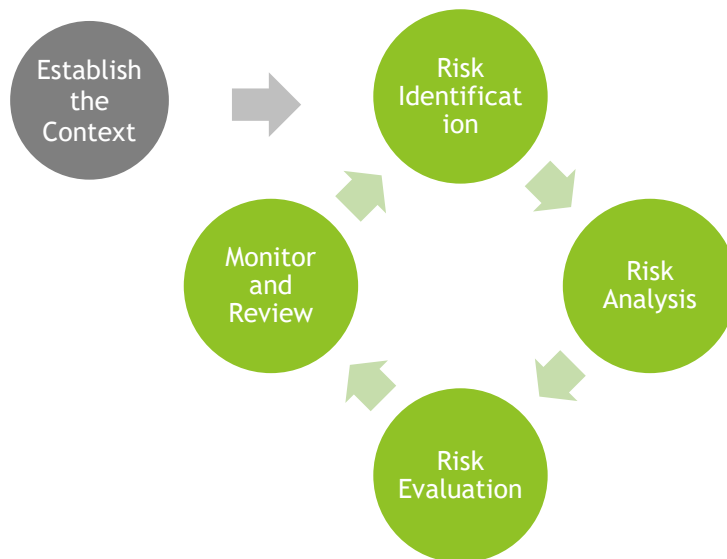 Establish
the
Context
Risk
Identificat
ion
Monitor
and
Review
Risk
Analysis
Risk
Evaluation